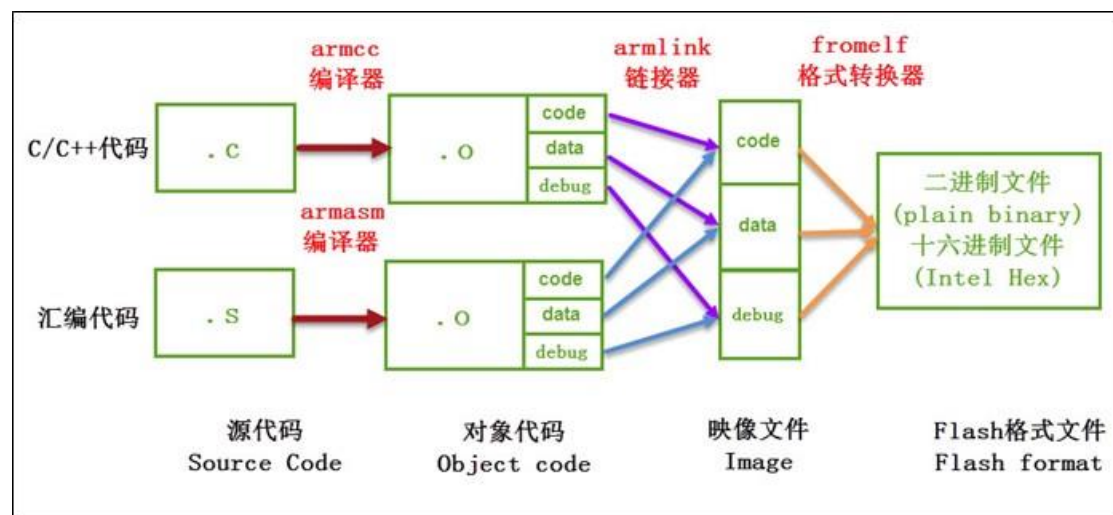 armcc
编译器
armlink
链接器
fromelf
格式转换器
C/C++代码
.C
.O
code
data
debug
code
data
debug
二进制文件
(plain binary)
十六进制文件
(Intel Hex)
armasm
编译器
汇编代码
.S
.O
code
data
debug
源代码
Source Code
对象代码
Object code
映像文件
Image
Flash格式文件
Flash format